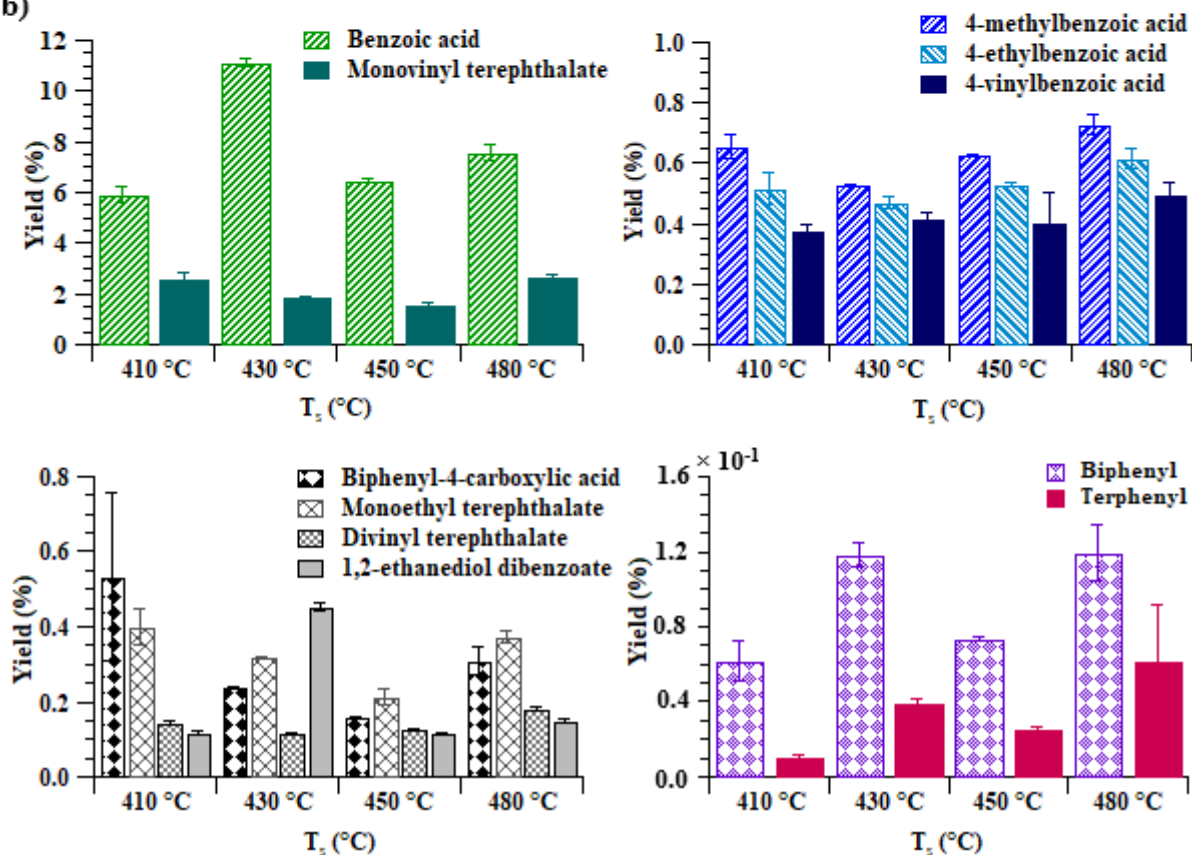 b)
Benzoic acid
Monovinyl terephthalate
12
10
8
6
4
2
0
Yield (%)
410 °C 430 °C 450 °C 480 °C
Tₛ (°C)
4-methylbenzoic acid
4-ethylbenzoic acid
4-vinylbenzoic acid
1.0
0.8
0.6
0.4
0.2
0.0
Yield (%)
410 °C 430 °C 450 °C 480 °C
Tₛ (°C)
Biphenyl-4-carboxylic acid
Monoethyl terephthalate
Divinyl terephthalate
1,2-ethanediol dibenzoate
0.8
0.6
0.4
0.2
0.0
Yield (%)
410 °C 430 °C 450 °C 480 °C
Tₛ (°C)
× 10⁻¹
Biphenyl
Terphenyl
1.6
1.2
0.8
0.4
0.0
Yield (%)
410 °C 430 °C 450 °C 480 °C
Tₛ (°C)